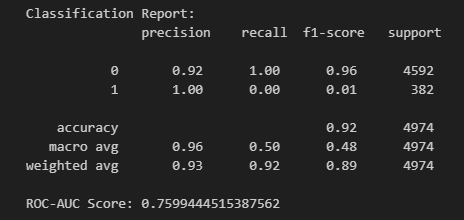 Classification Report:
precision recall f1-score support
0 0.92 1.00 0.96 4592
1 1.00 0.00 0.01 382
accuracy 0.92 4974
macro avg 0.96 0.50 0.48 4974
weighted avg 0.93 0.92 0.89 4974
ROC-AUC Score: 0.7599444515387562